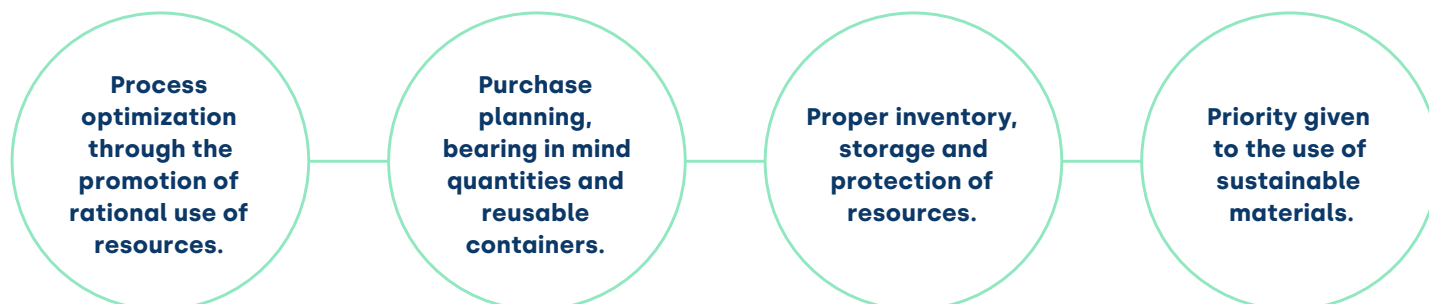 Process
optimization
through the
promotion of
rational use of
resources.
Purchase
planning,
bearing in mind
quantities and
reusable
containers.
Proper inventory,
storage and
protection of
resources.
Priority given
to the use of
sustainable
materials.